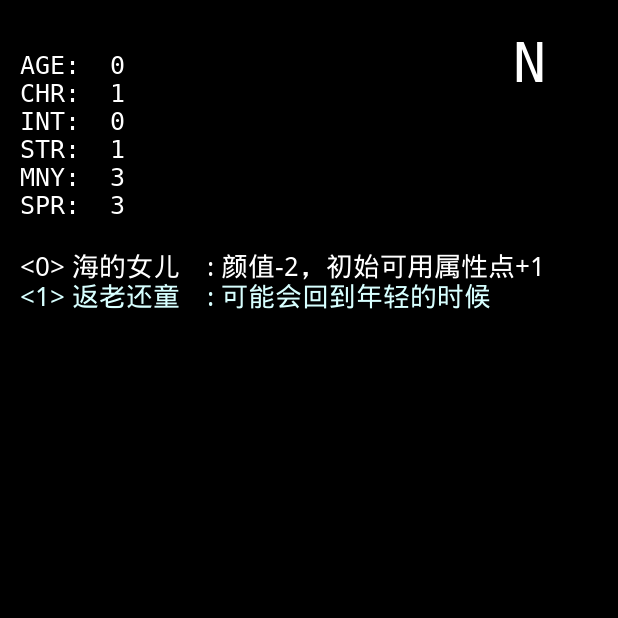 N
AGE: 0
CHR: 1
INT: 0
STR: 1
MNY: 3
SPR: 3
<0> 海的女儿 : 颜值-2，初始可用属性点+1
<1> 返老还童 : 可能会回到年轻的时候